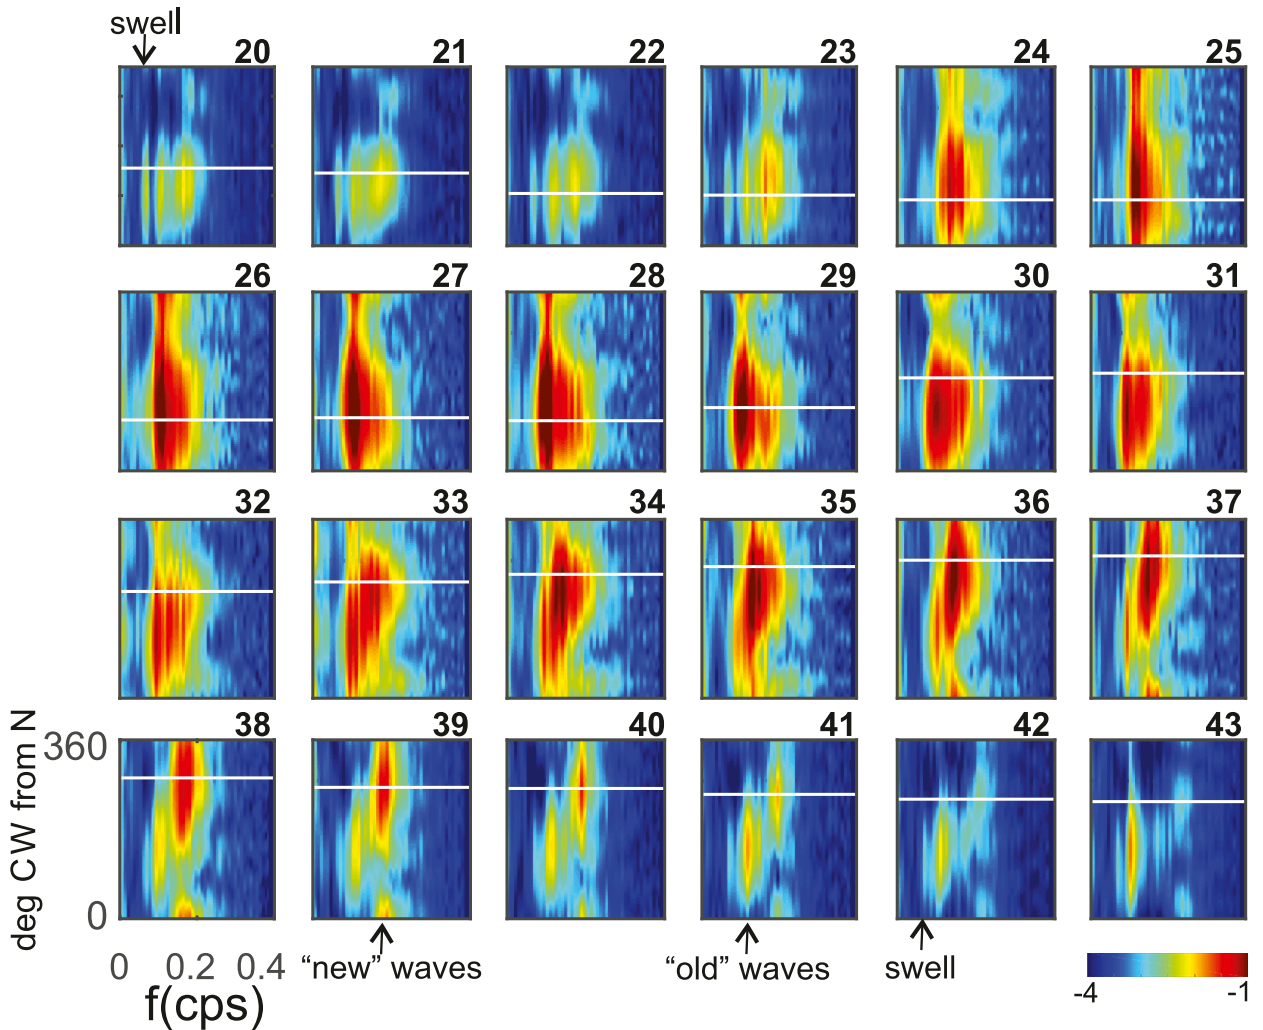 swell
20 21 22 23 24 25
26 27 28 29 30 31
32 33 34 35 36 37
38 39 40 41 42 43
deg CW from N
360
0
0 0.2 0.4
f(cps)
“new” waves
“old” waves
swell
-4 -1